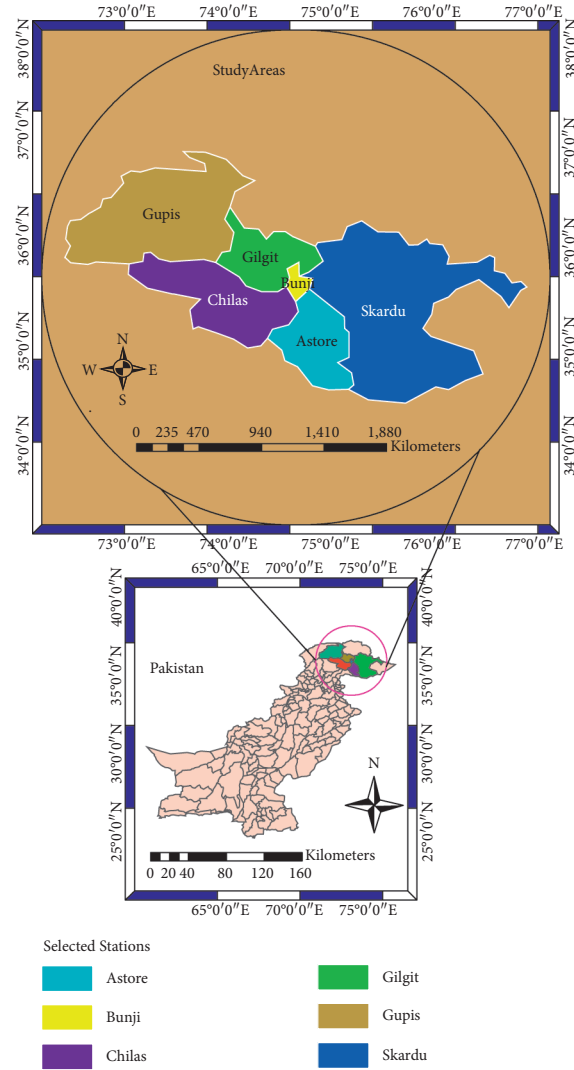 73°0′0″E 74°0′0″E 75°0′0″E 76°0′0″E 77°0′0″E
38°0′0″N 38°0′0″N
StudyAreas
37°0′0″N 37°0′0″N
Gupis
36°0′0″N 36°0′0″N
Gilgit
Bunji
Chilas
Skardu
Astore
35°0′0″N 35°0′0″N
N
W E
S
34°0′0″N 34°0′0″N
0 235 470 940 1,410 1,880
Kilometers
73°0′0″E 74°0′0″E 75°0′0″E 76°0′0″E 77°0′0″E
65°0′0″E 70°0′0″E 75°0′0″E
40°0′0″N 40°0′0″N
Pakistan
35°0′0″N 35°0′0″N
30°0′0″N 30°0′0″N
N
25°0′0″N 25°0′0″N
Kilometers
0 20 40 80 120 160
65°0′0″E 70°0′0″E 75°0′0″E
Selected Stations
Astore Gilgit
Bunji Gupis
Chilas Skardu